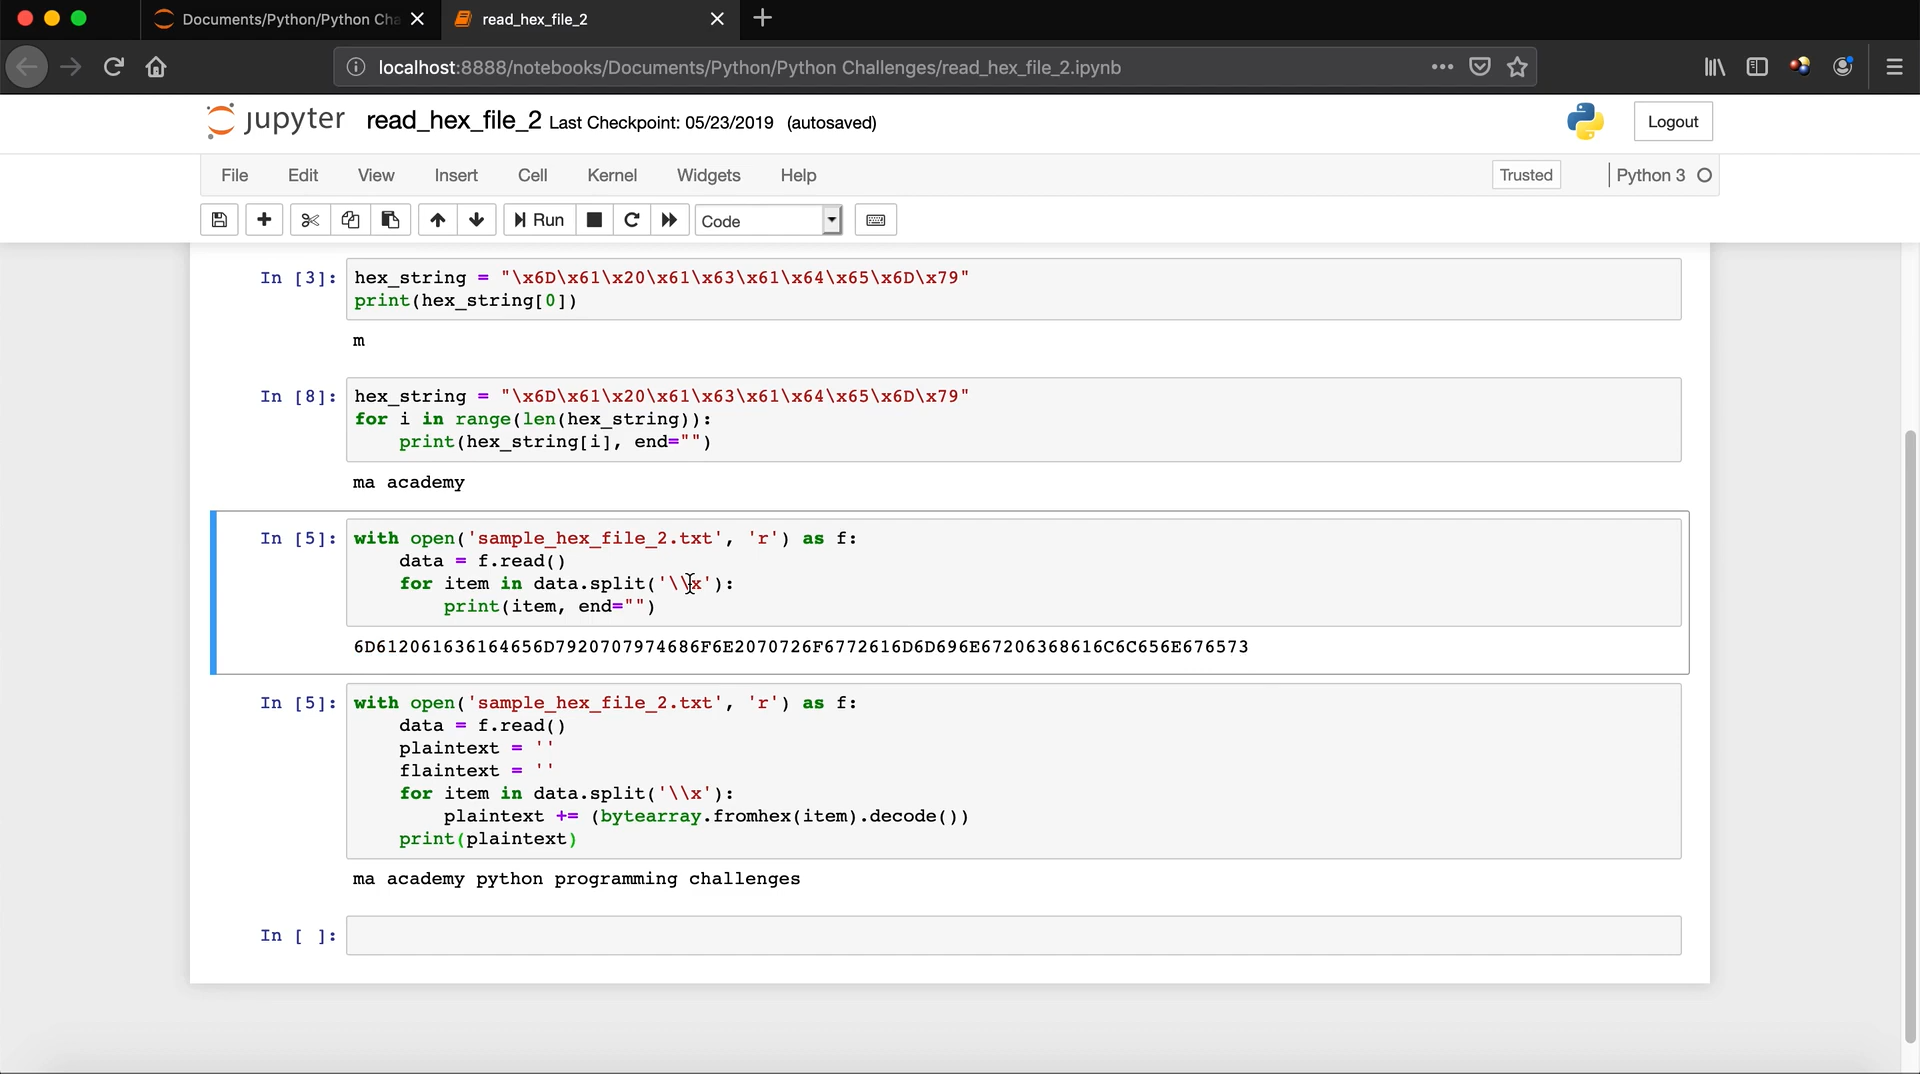 Documents/Python/Python Cha
read_hex_file_2
localhost:8888/notebooks/Documents/Python/Python Challenges/read_hex_file_2.ipynb
jupyter read_hex_file_2 Last Checkpoint: 05/23/2019 (autosaved)
Logout
File Edit View Insert Cell Kernel Widgets Help
Trusted
Python 3
Run
Code
In [3]: hex_string = "\x6D\x61\x20\x61\x63\x61\x64\x65\x6D\x79"
print(hex_string[0])
m
In [8]: hex_string = "\x6D\x61\x20\x61\x63\x61\x64\x65\x6D\x79"
for i in range(len(hex_string)):
print(hex_string[i], end="")
ma academy
In [5]: with open('sample_hex_file_2.txt', 'r') as f:
data = f.read()
for item in data.split('\\x'):
print(item, end="")
6D612061636164656D7920707974686F6E2070726F6772616D6D696E67206368616C6C656E676573
In [5]: with open('sample_hex_file_2.txt', 'r') as f:
data = f.read()
plaintext = ''
flaintext = ''
for item in data.split('\\x'):
plaintext += (bytearray.fromhex(item).decode())
print(plaintext)
ma academy python programming challenges
In [ ]: